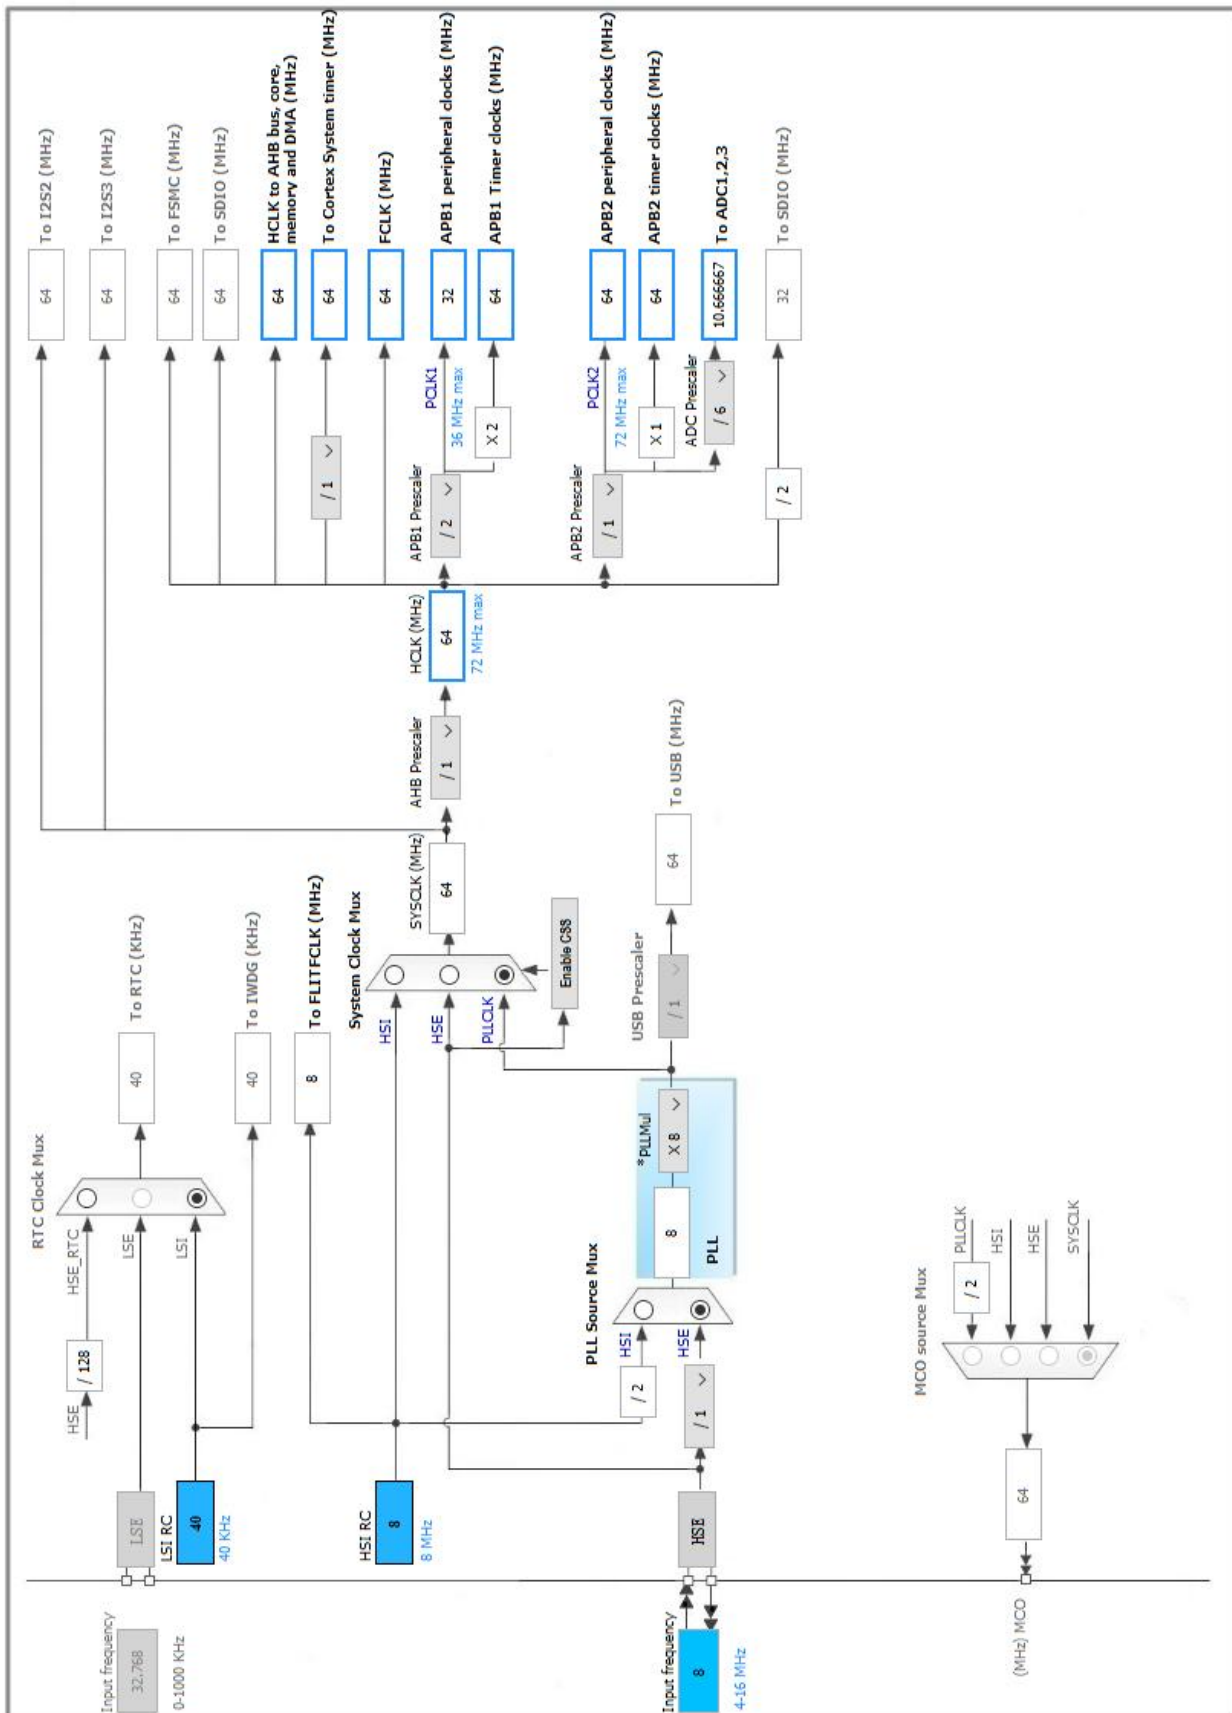 Input frequency
32.768
0-1000 KHz
LSE
LSI RC
40
40 KHz
HSE
/ 128
HSE_RTC
LSE
LSI
RTC Clock Mux
40
To RTC (KHz)
40
To IWDG (KHz)
HSI RC
8
8 MHz
8
To FLITFCLK (MHz)
Input frequency
8
4-16 MHz
HSE
/ 1
/ 2
HSI
HSE
PLL Source Mux
8
*PLLMul
X 8
PLL
USB Prescaler
/ 1
64
To USB (MHz)
System Clock Mux
HSI
HSE
PLLCLK
Enable CSS
SYSCLK (MHz)
64
AHB Prescaler
/ 1
HCLK (MHz)
64
72 MHz max
64
To I2S2 (MHz)
64
To I2S3 (MHz)
64
To FSMC (MHz)
64
To SDIO (MHz)
64
HCLK to AHB bus, core,
memory and DMA (MHz)
/ 1
64
To Cortex System timer (MHz)
64
FCLK (MHz)
APB1 Prescaler
/ 2
PCLK1
36 MHz max
32
APB1 peripheral clocks (MHz)
X 2
64
APB1 Timer clocks (MHz)
APB2 Prescaler
/ 1
PCLK2
72 MHz max
64
APB2 peripheral clocks (MHz)
X 1
64
APB2 timer clocks (MHz)
ADC Prescaler
/ 6
10.666667
To ADC1,2,3
/ 2
32
To SDIO (MHz)
MCO source Mux
/ 2
PLLCLK
HSI
HSE
SYSCLK
64
(MHz) MCO